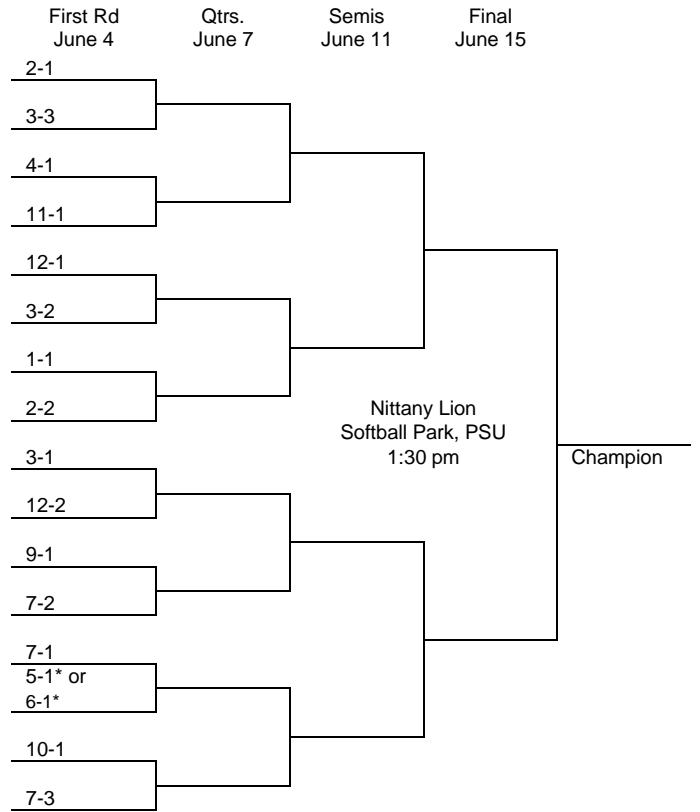 First Rd Qtrs. Semis Final
June 4 June 7 June 11 June 15
2-1
3-3
4-1
11-1
12-1
3-2
1-1
2-2
Nittany Lion
Softball Park, PSU
1:30 pm
Champion
3-1
12-2
9-1
7-2
7-1
5-1* or
6-1*
10-1
7-3